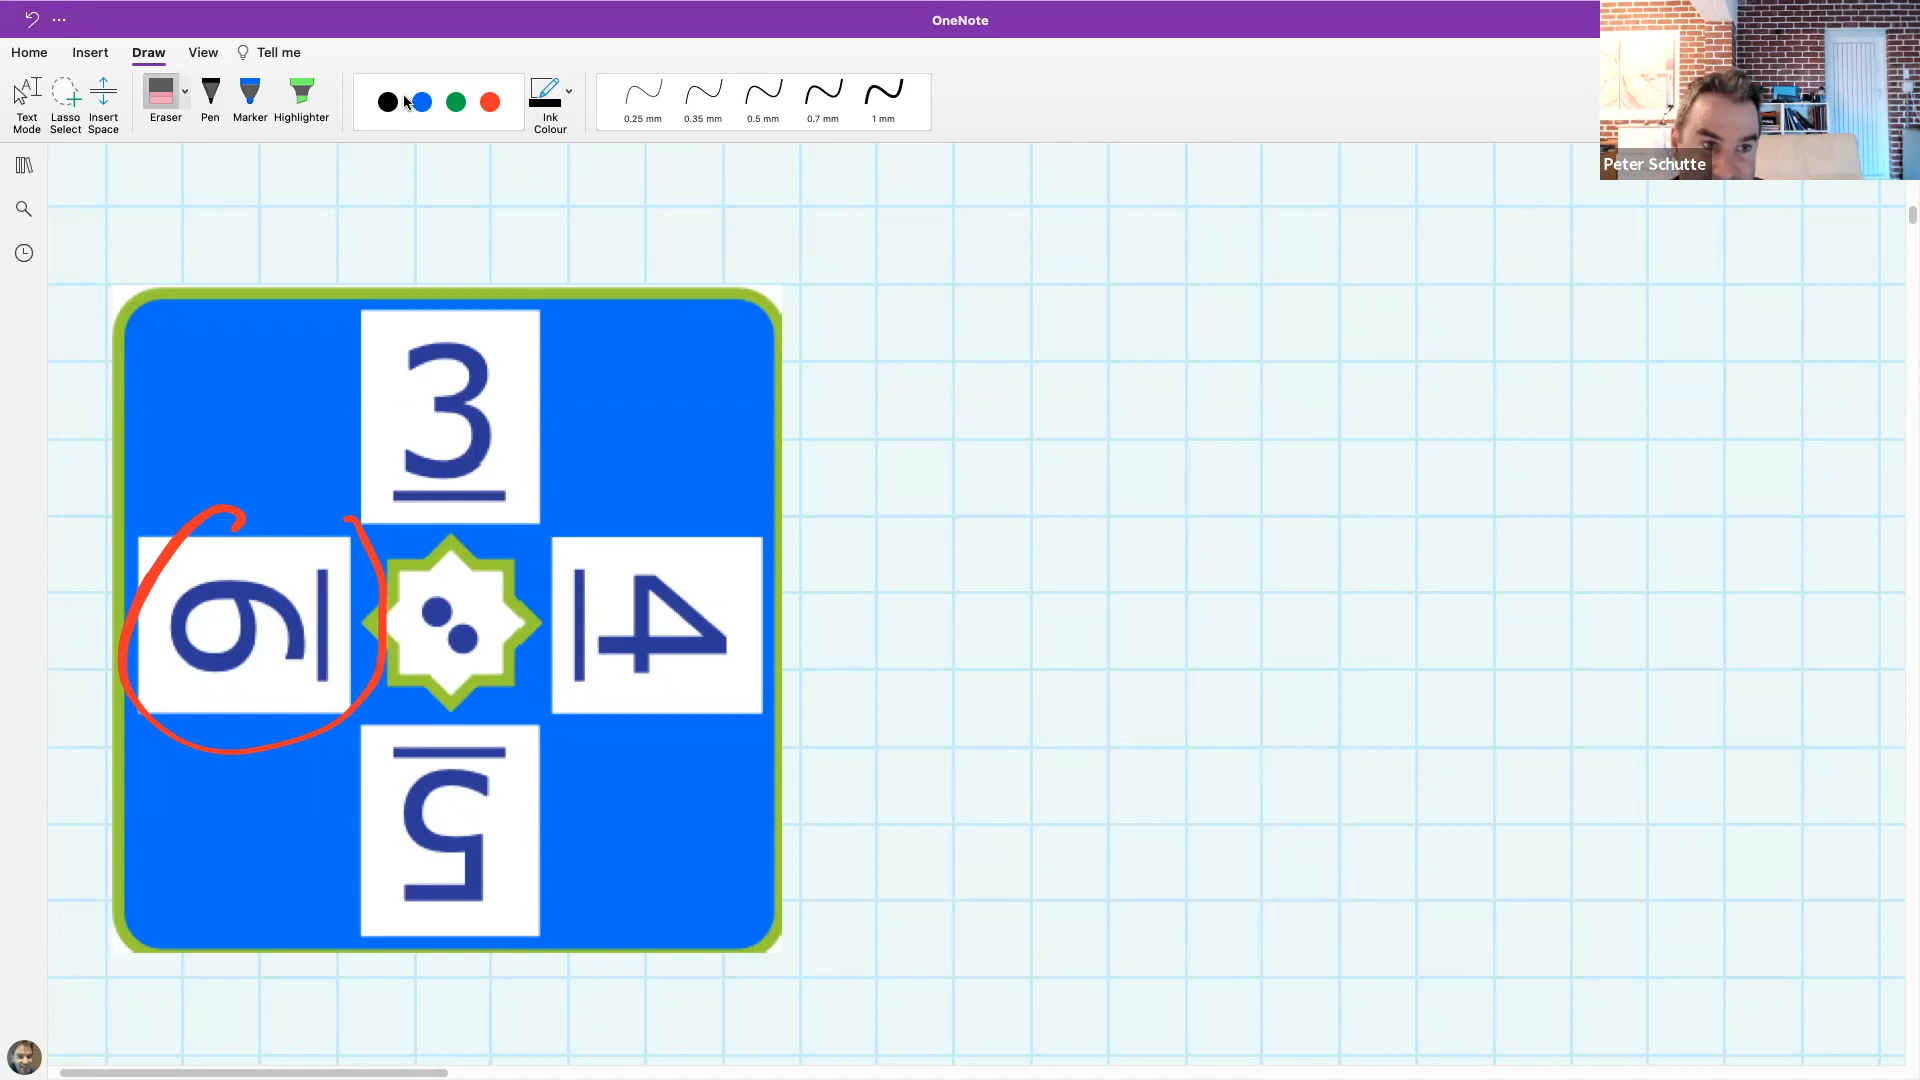 OneNote
Home Insert Draw View Tell me
Text Mode
Lasso Select
Insert Space
Eraser
Pen
Marker
Highlighter
Ink Colour
0.25 mm
0.35 mm
0.5 mm
0.7 mm
1 mm
Peter Schutte
3
6
4
5